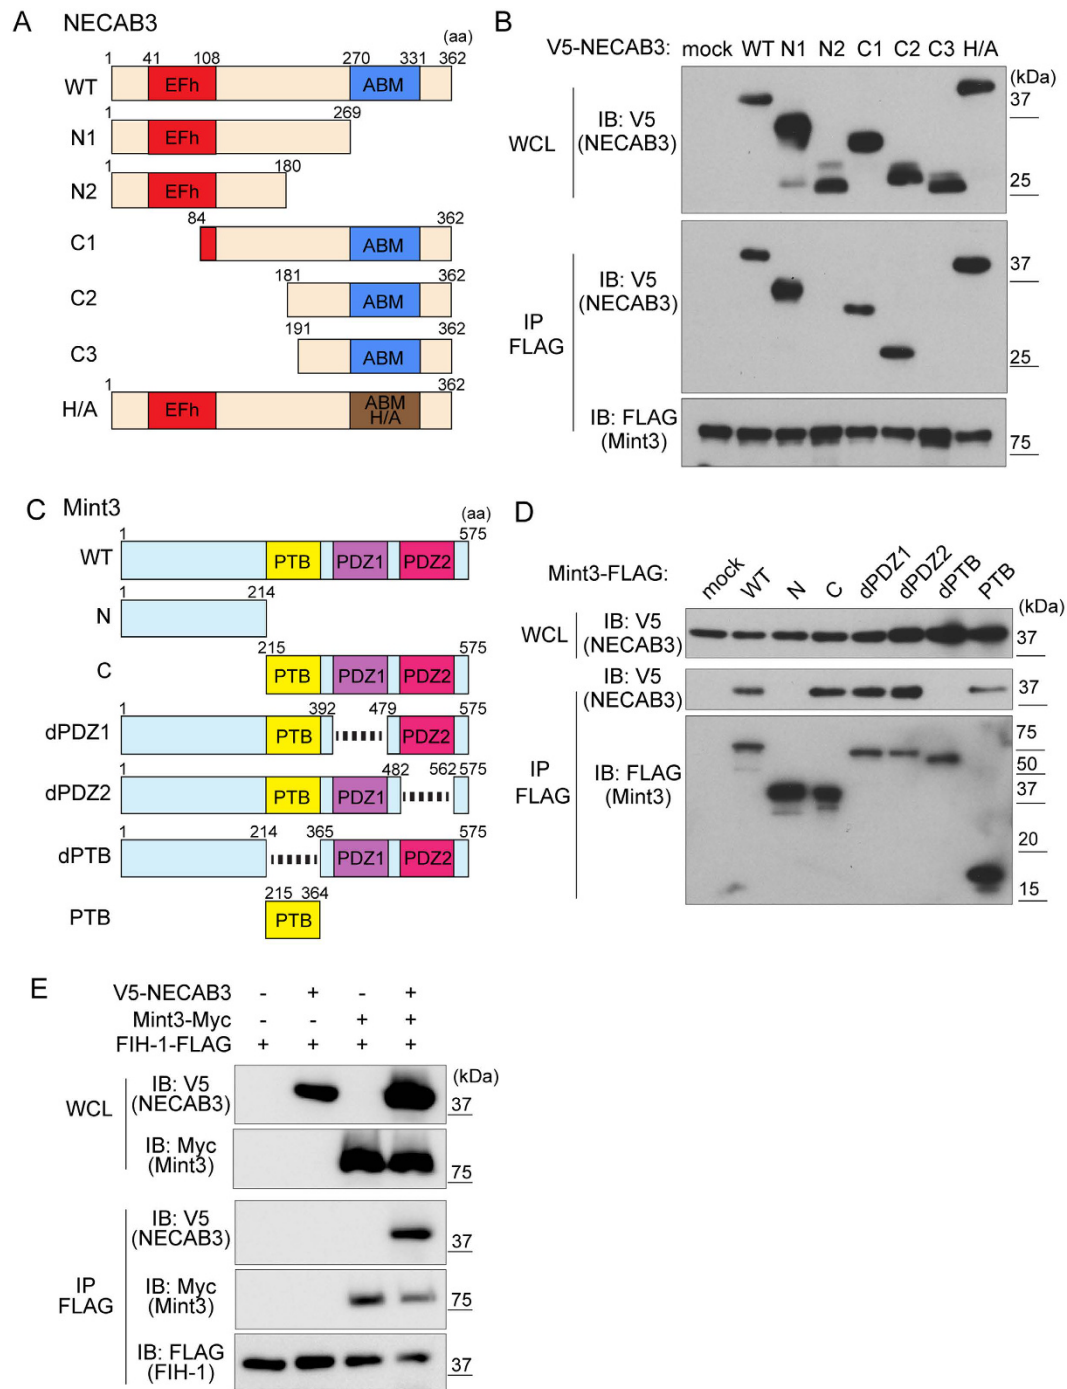 A NECAB3
(aa)
1 41 108 270 331 362
WT EFh ABM
1 269
N1 EFh
1 180
N2 EFh
84 362
C1 ABM
181 362
C2 ABM
191 362
C3 ABM
1 362
H/A EFh ABM H/A
B
V5-NECAB3: mock WT N1 N2 C1 C2 C3 H/A
(kDa)
WCL
IB: V5
(NECAB3)
37
25
IP
FLAG
IB: V5
(NECAB3)
37
25
IB: FLAG
(Mint3)
75
C Mint3
(aa)
1 575
WT PTB PDZ1 PDZ2
1 214
N
215 575
C PTB PDZ1 PDZ2
1 392 479 575
dPDZ1 PTB PDZ2
1 482 562 575
dPDZ2 PTB PDZ1
1 214 365 575
dPTB PDZ1 PDZ2
215 364
PTB PTB
D
Mint3-FLAG: mock WT N C dPDZ1 dPDZ2 dPTB PTB
(kDa)
WCL
IB: V5
(NECAB3)
37
IP
FLAG
IB: V5
(NECAB3)
37
IB: FLAG
(Mint3)
75
50
37
20
15
E
V5-NECAB3 - + - +
Mint3-Myc - - + +
FIH-1-FLAG + + + +
(kDa)
WCL
IB: V5
(NECAB3)
37
IB: Myc
(Mint3)
75
IP
FLAG
IB: V5
(NECAB3)
37
IB: Myc
(Mint3)
75
IB: FLAG
(FIH-1)
37